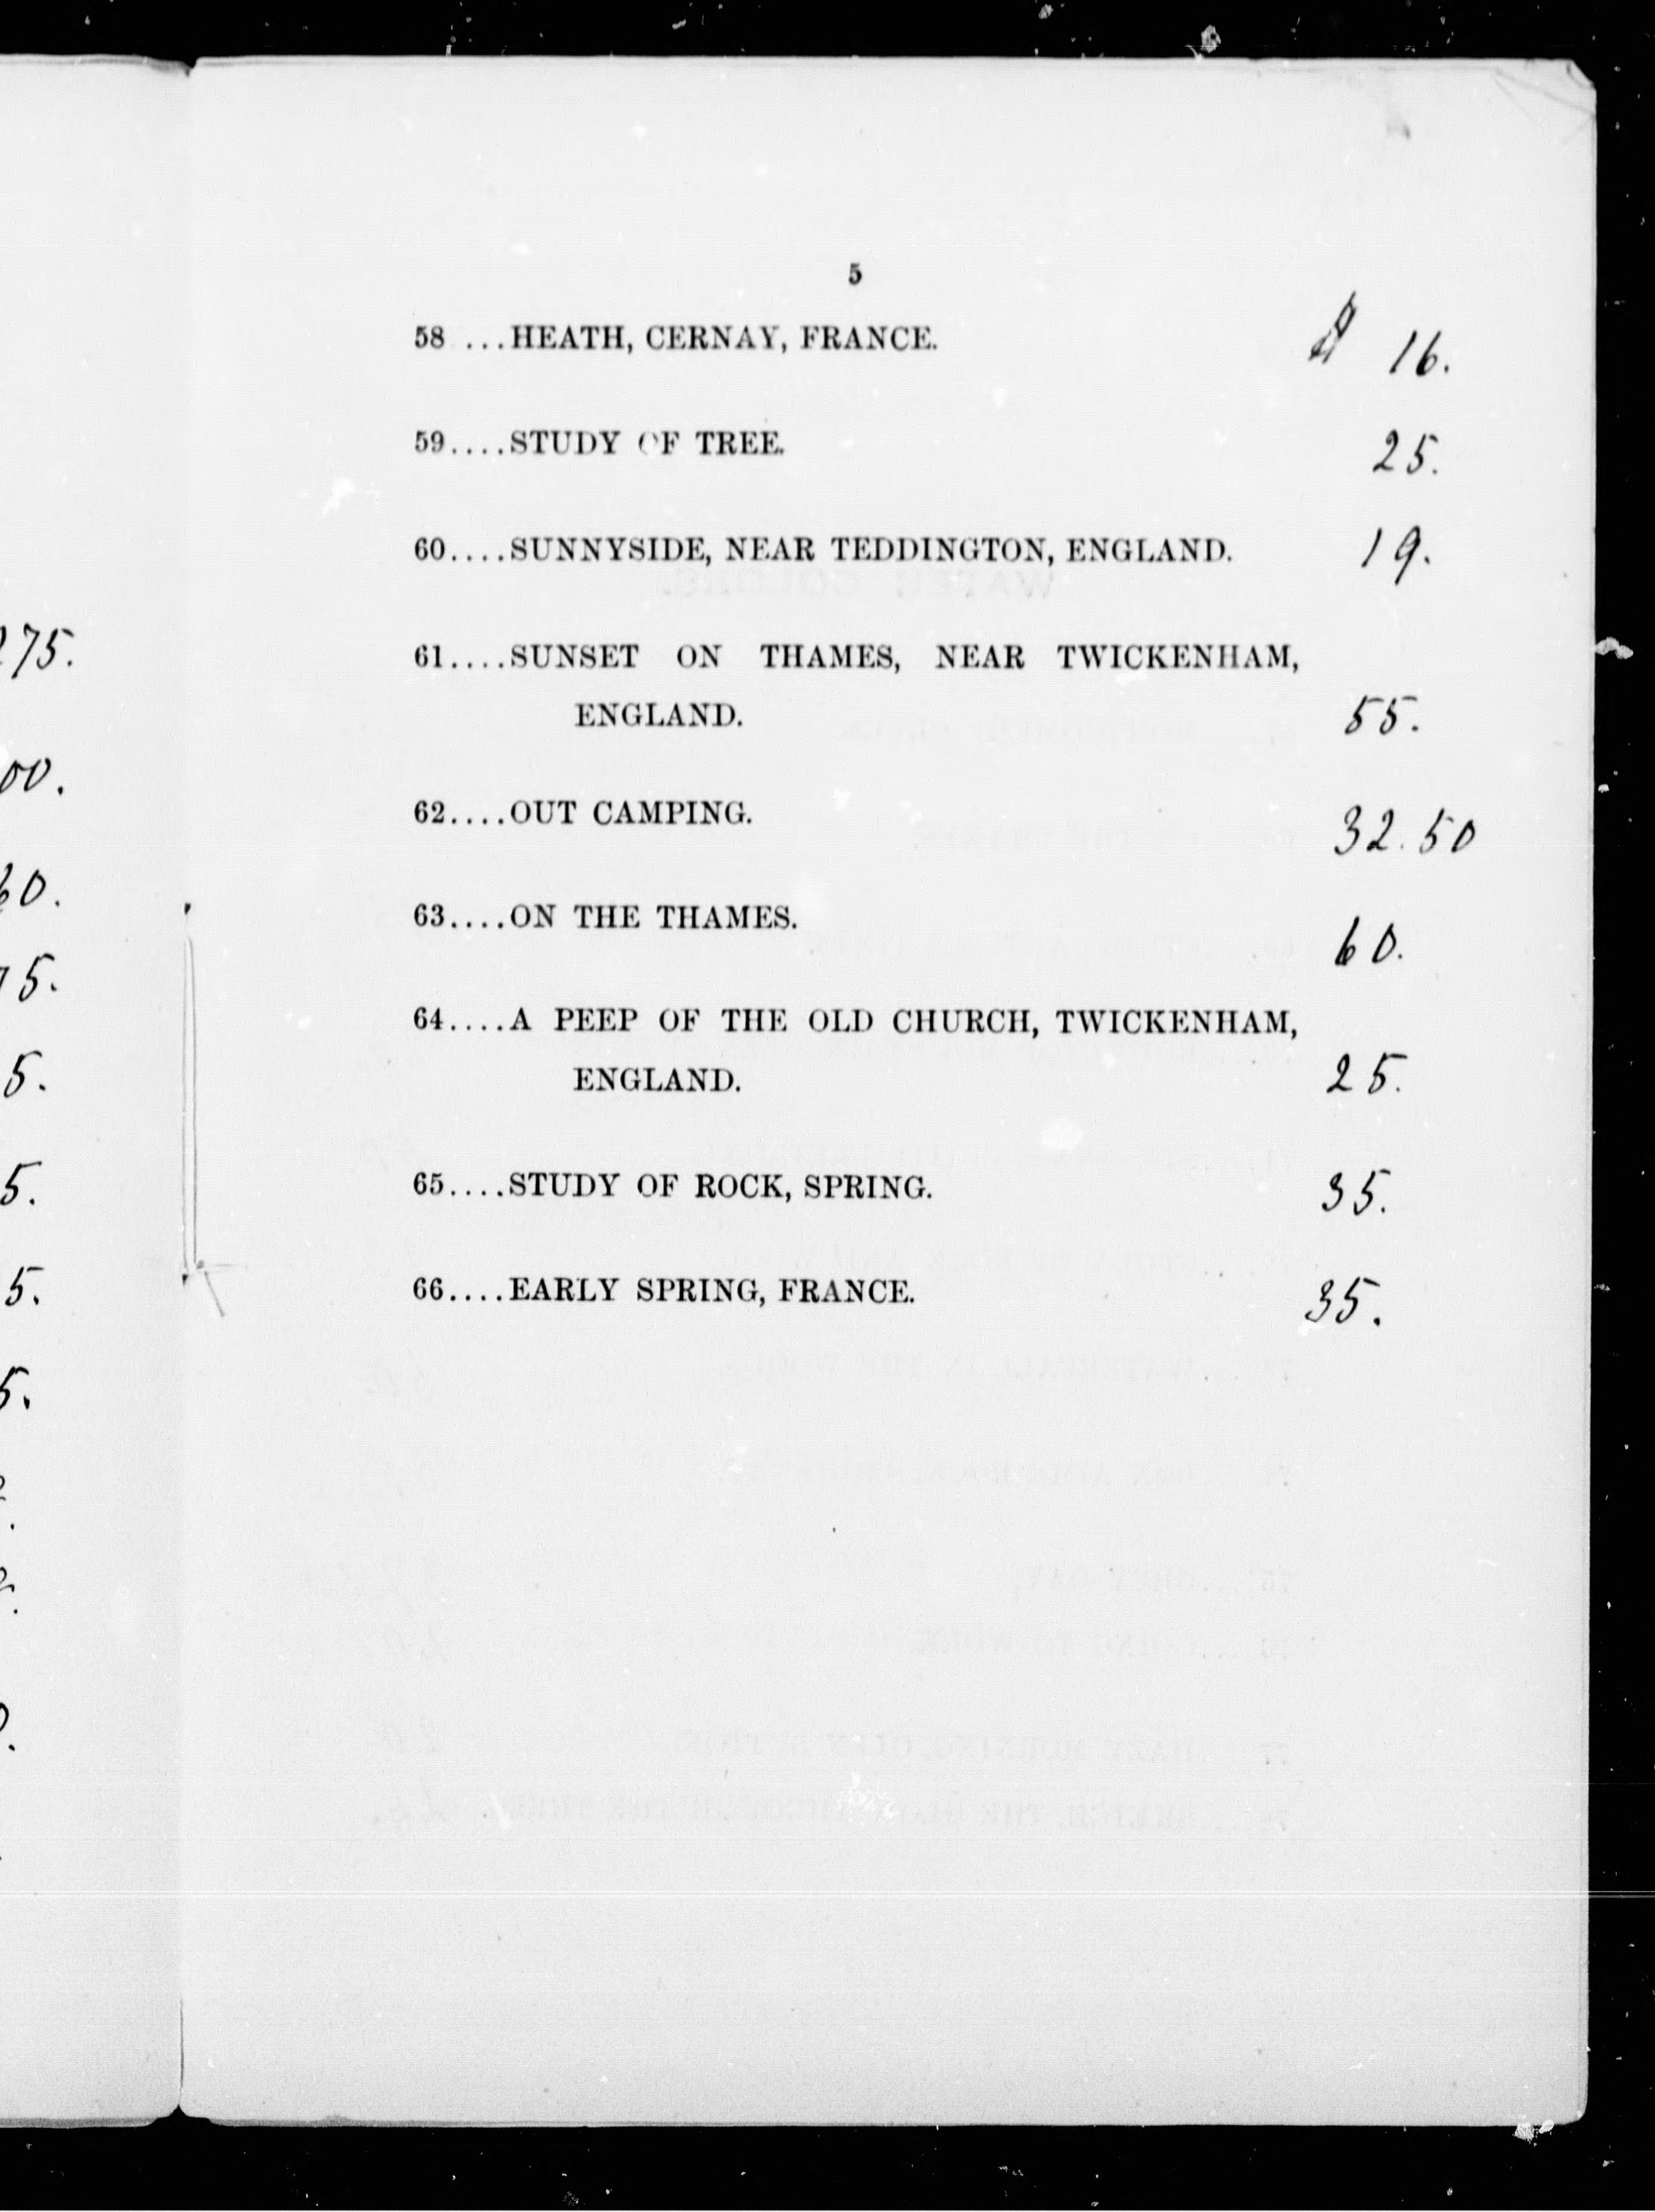 5
58 ...HEATH, CERNAY, FRANCE. $ 16.
59....STUDY OF TREE. 25.
60....SUNNYSIDE, NEAR TEDDINGTON, ENGLAND. 19.
61....SUNSET ON THAMES, NEAR TWICKENHAM,
ENGLAND. 55.
62....OUT CAMPING. 32.50
63....ON THE THAMES. 60.
64....A PEEP OF THE OLD CHURCH, TWICKENHAM,
ENGLAND. 25.
65....STUDY OF ROCK, SPRING. 35.
66....EARLY SPRING, FRANCE. 35.